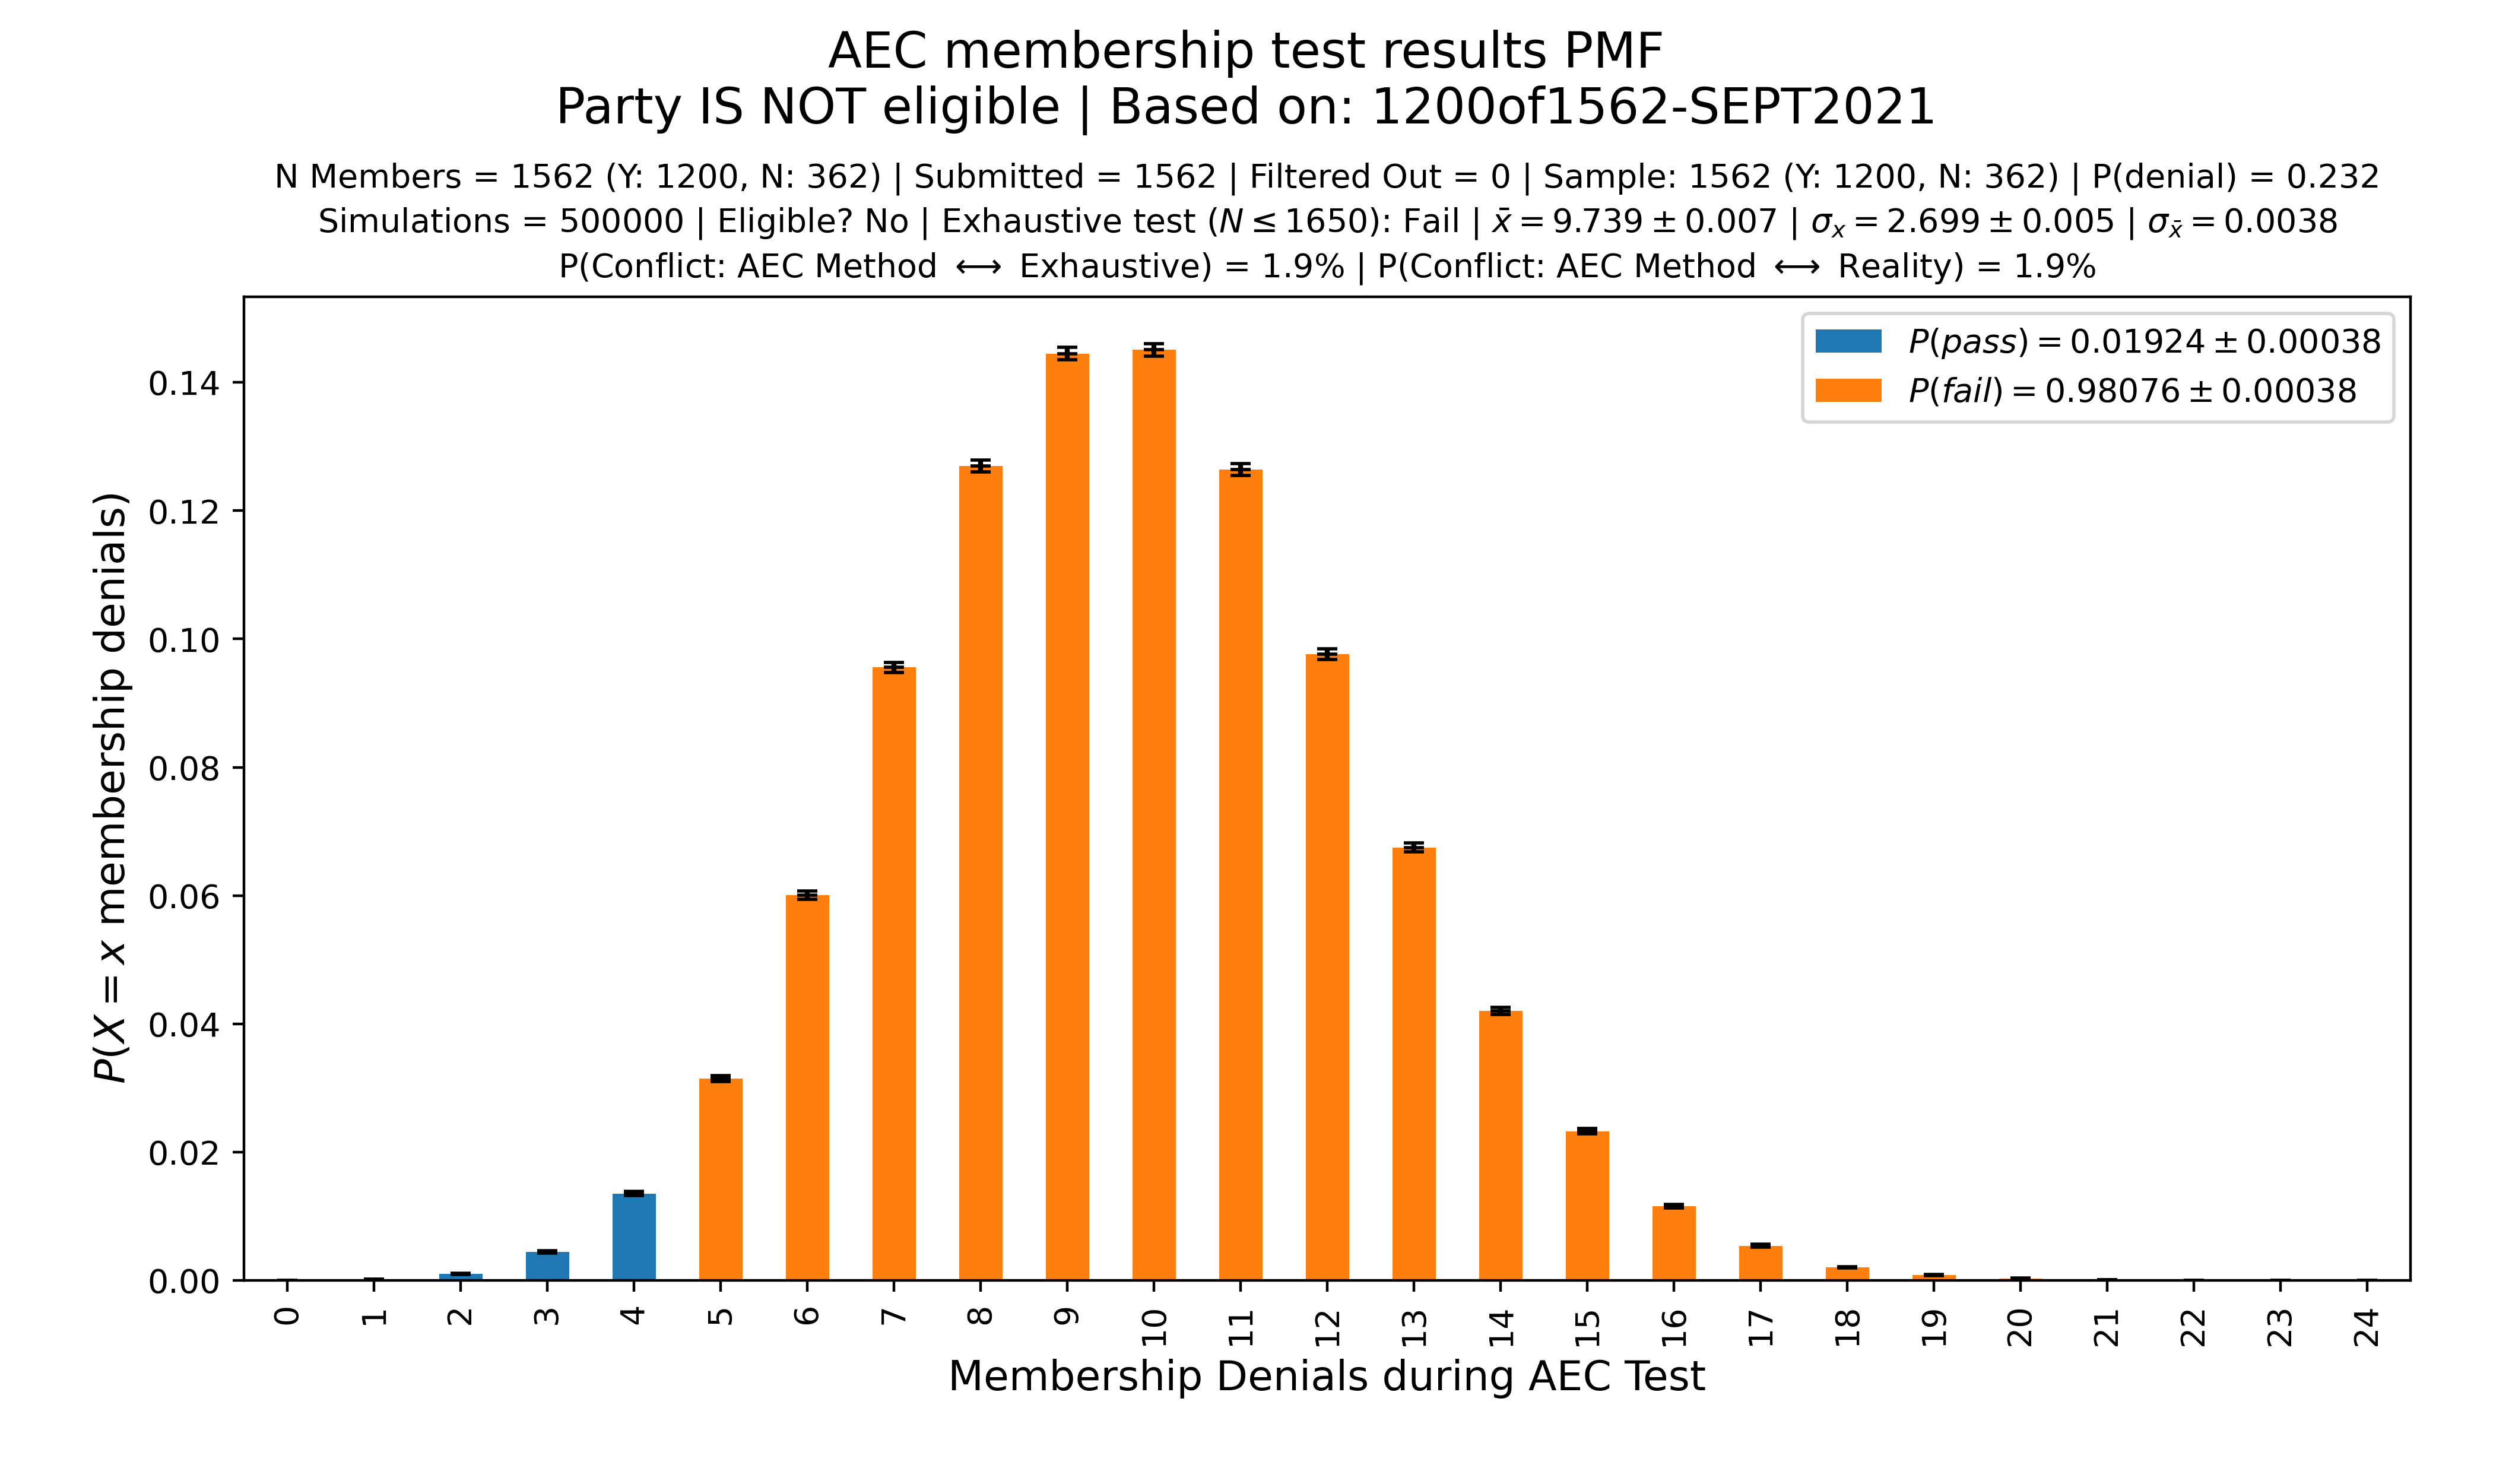 AEC membership test results PMF
Party IS NOT eligible | Based on: 1200of1562-SEPT2021
N Members = 1562 (Y: 1200, N: 362) | Submitted = 1562 | Filtered Out = 0 | Sample: 1562 (Y: 1200, N: 362) | P(denial) = 0.232
Simulations = 500000 | Eligible? No | Exhaustive test (N ≤ 1650): Fail | x̄ = 9.739 ± 0.007 | σₓ = 2.699 ± 0.005 | σ_x̄ = 0.0038
P(Conflict: AEC Method ⟷ Exhaustive) = 1.9% | P(Conflict: AEC Method ⟷ Reality) = 1.9%
P(pass) = 0.01924 ± 0.00038
P(fail) = 0.98076 ± 0.00038
P(X = x membership denials)
0.14
0.12
0.10
0.08
0.06
0.04
0.02
0.00
0 1 2 3 4 5 6 7 8 9 10 11 12 13 14 15 16 17 18 19 20 21 22 23 24
Membership Denials during AEC Test